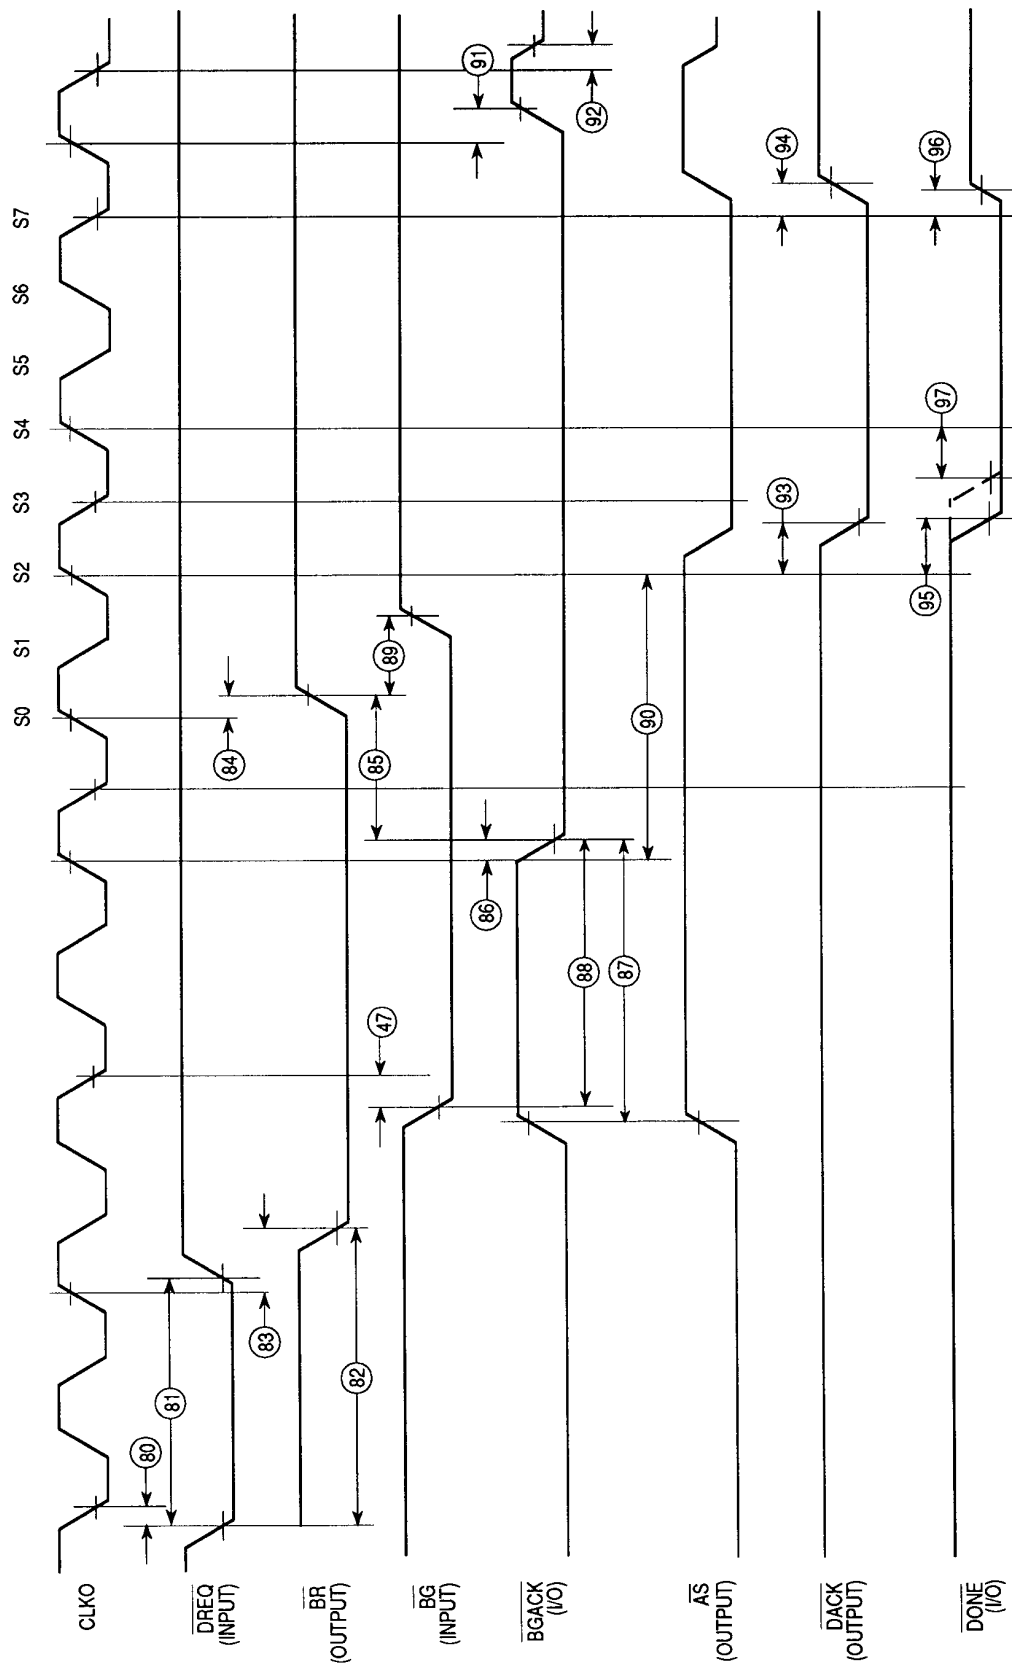 S0
S1
S2
S3
S4
S5
S6
S7
CLKO
80
81
DREQ
(INPUT)
83
84
82
BR
(OUTPUT)
47
85
89
BG
(INPUT)
86
91
BGACK
(I/O)
88
92
87
90
AS
(OUTPUT)
93
94
DACK
(OUTPUT)
95
97
96
DONE
(I/O)